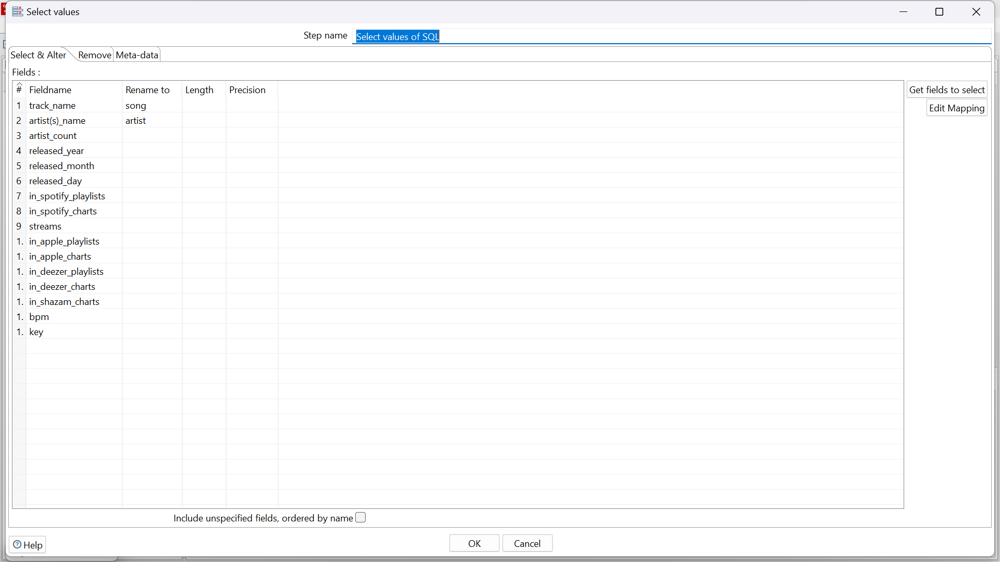 Select values
Step name Select values of SQL
Select & Alter Remove Meta-data
Fields :
# Fieldname Rename to Length Precision
Get fields to select
1 track_name song
Edit Mapping
2 artist(s)_name artist
3 artist_count
4 released_year
5 released_month
6 released_day
7 in_spotify_playlists
8 in_spotify_charts
9 streams
1. in_apple_playlists
1. in_apple_charts
1. in_deezer_playlists
1. in_deezer_charts
1. in_shazam_charts
1. bpm
1. key
Include unspecified fields, ordered by name
Help OK Cancel